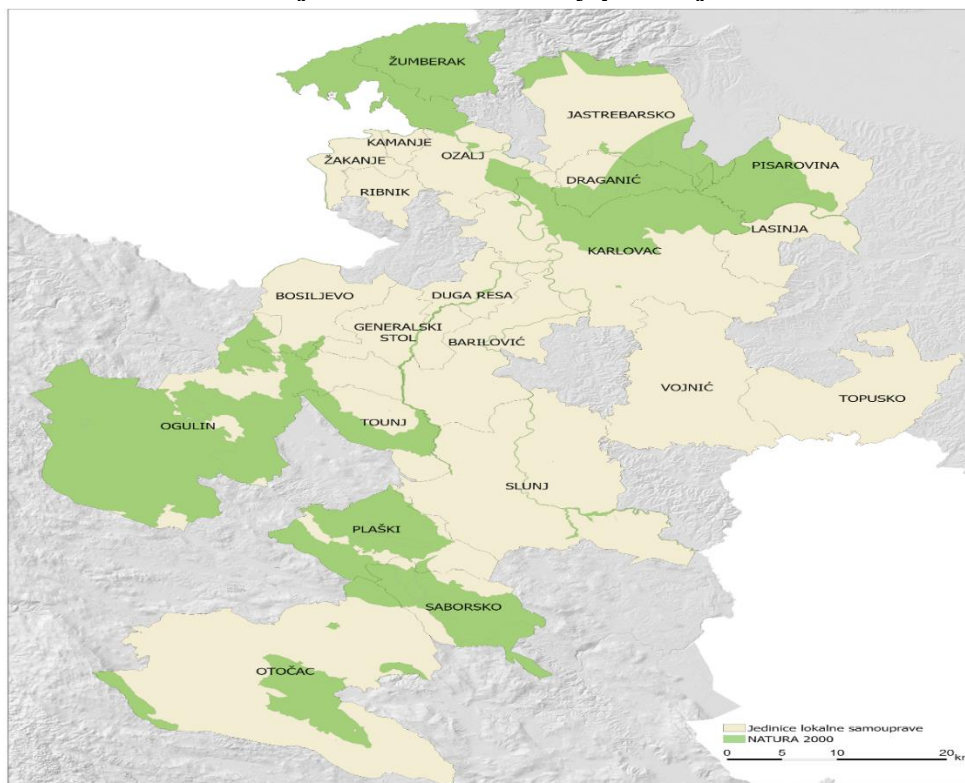 ŽUMBERAK
JASTREBARSKO
KAMANJE
OZALJ
ŽAKANJE
PISAROVINA
DRAGANIĆ
RIBNIK
LASINJA
KARLOVAC
BOSILJEVO
DUGA RESA
GENERALSKI
STOL
BARILOVIĆ
VOJNIĆ
TOPUSKO
OGULIN
TOUNJ
SLUNJ
PLAŠKI
SABORSKO
OTOČAC
Jedinice lokalne samouprave
NATURA 2000
0 5 10 20
km